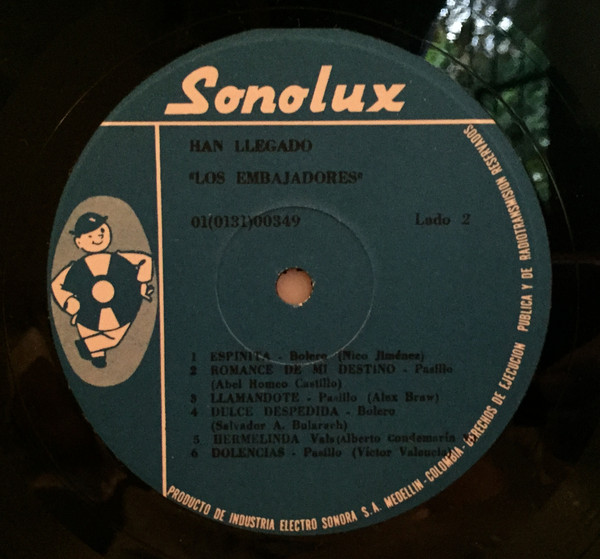 Sonolux
HAN LLEGADO
"LOS EMBAJADORES"
01(0131)00349 Lado 2
1 ESPINITA - Bolero (Nico Jiménez)
2 ROMANCE DE MI DESTINO - Pasillo
(Abel Romeo Castillo)
3 LLAMANDOTE - Pasillo (Alex Braw)
4 DULCE DESPEDIDA - Bolero
(Salvador A. Bularach)
5 HERMELINDA Vals (Alberto condemarin
6 DOLENCIAS - Pasillo (Victor Valencia)
PRODUCTO DE INDUSTRIA ELECTRO SONORA S.A. MEDELLIN - COLOMBIA - DERECHOS DE EJECUCION PUBLICA Y DE RADIOTRANSMISION RESERVADOS